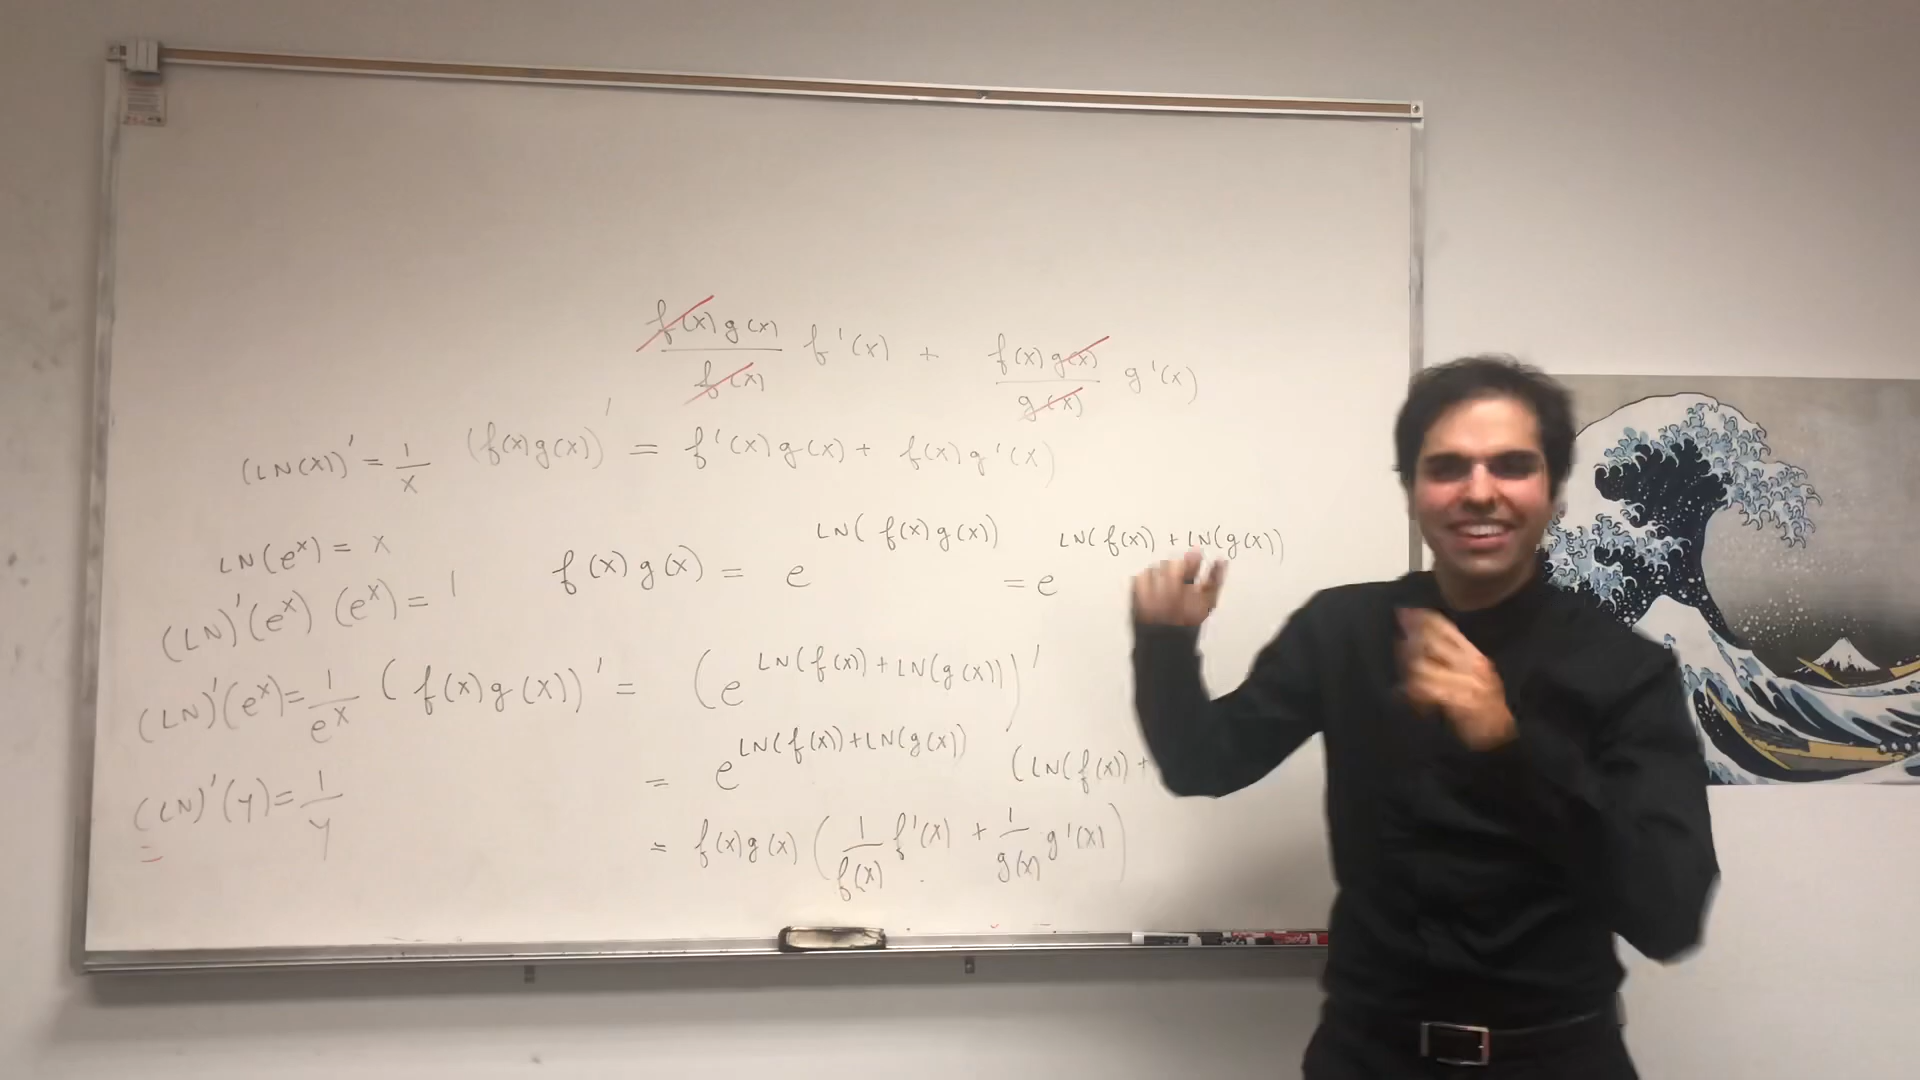 f(x)g(x)/f(x) f'(x) + f(x)g(x)/g(x) g'(x)
(LN(x))' = 1/x
(f(x)g(x))' = f'(x)g(x) + f(x)g'(x)
LN(e^x) = x
(LN)'(e^x) (e^x) = 1
(LN)'(e^x) = 1/e^x
(LN)'(y) = 1/y
f(x)g(x) = e^LN(f(x)g(x)) = e^LN(f(x)) + LN(g(x))
(f(x)g(x))' = (e^LN(f(x)) + LN(g(x)))'
= e^LN(f(x)) + LN(g(x)) (LN(f(x)) +
= f(x)g(x) (1/f(x) f'(x) + 1/g(x) g'(x))